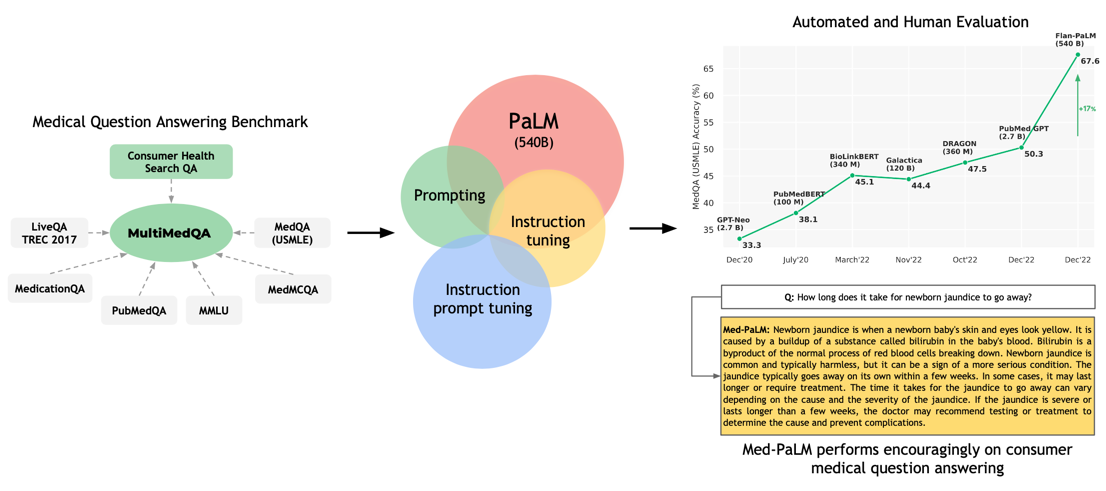 Medical Question Answering Benchmark
Consumer Health
Search QA
LiveQA
TREC 2017
MultiMedQA
MedQA
(USMLE)
MedicationQA
PubMedQA
MMLU
MedMCQA
PaLM
(540B)
Prompting
Instruction
tuning
Instruction
prompt tuning
Automated and Human Evaluation
MedQA (USMLE) Accuracy (%)
65
60
55
50
45
40
35
GPT-Neo
(2.7 B)
33.3
PubMedBERT
(100 M)
38.1
BioLinkBERT
(340 M)
45.1
Galactica
(120 B)
44.4
DRAGON
(360 M)
47.5
PubMed GPT
(2.7 B)
50.3
Flan-PaLM
(540 B)
67.6
+17%
Dec'20
July'20
March'22
Nov'22
Oct'22
Dec'22
Dec'22
Q: How long does it take for newborn jaundice to go away?
Med-PaLM: Newborn jaundice is when a newborn baby's skin and eyes look yellow. It is
caused by a buildup of a substance called bilirubin in the baby's blood. Bilirubin is a
byproduct of the normal process of red blood cells breaking down. Newborn jaundice is
common and typically harmless, but it can be a sign of a more serious condition. The
jaundice typically goes away on its own within a few weeks. In some cases, it may last
longer or require treatment. The time it takes for the jaundice to go away can vary
depending on the cause and the severity of the jaundice. If the jaundice is severe or
lasts longer than a few weeks, the doctor may recommend testing or treatment to
determine the cause and prevent complications.
Med-PaLM performs encouragingly on consumer
medical question answering